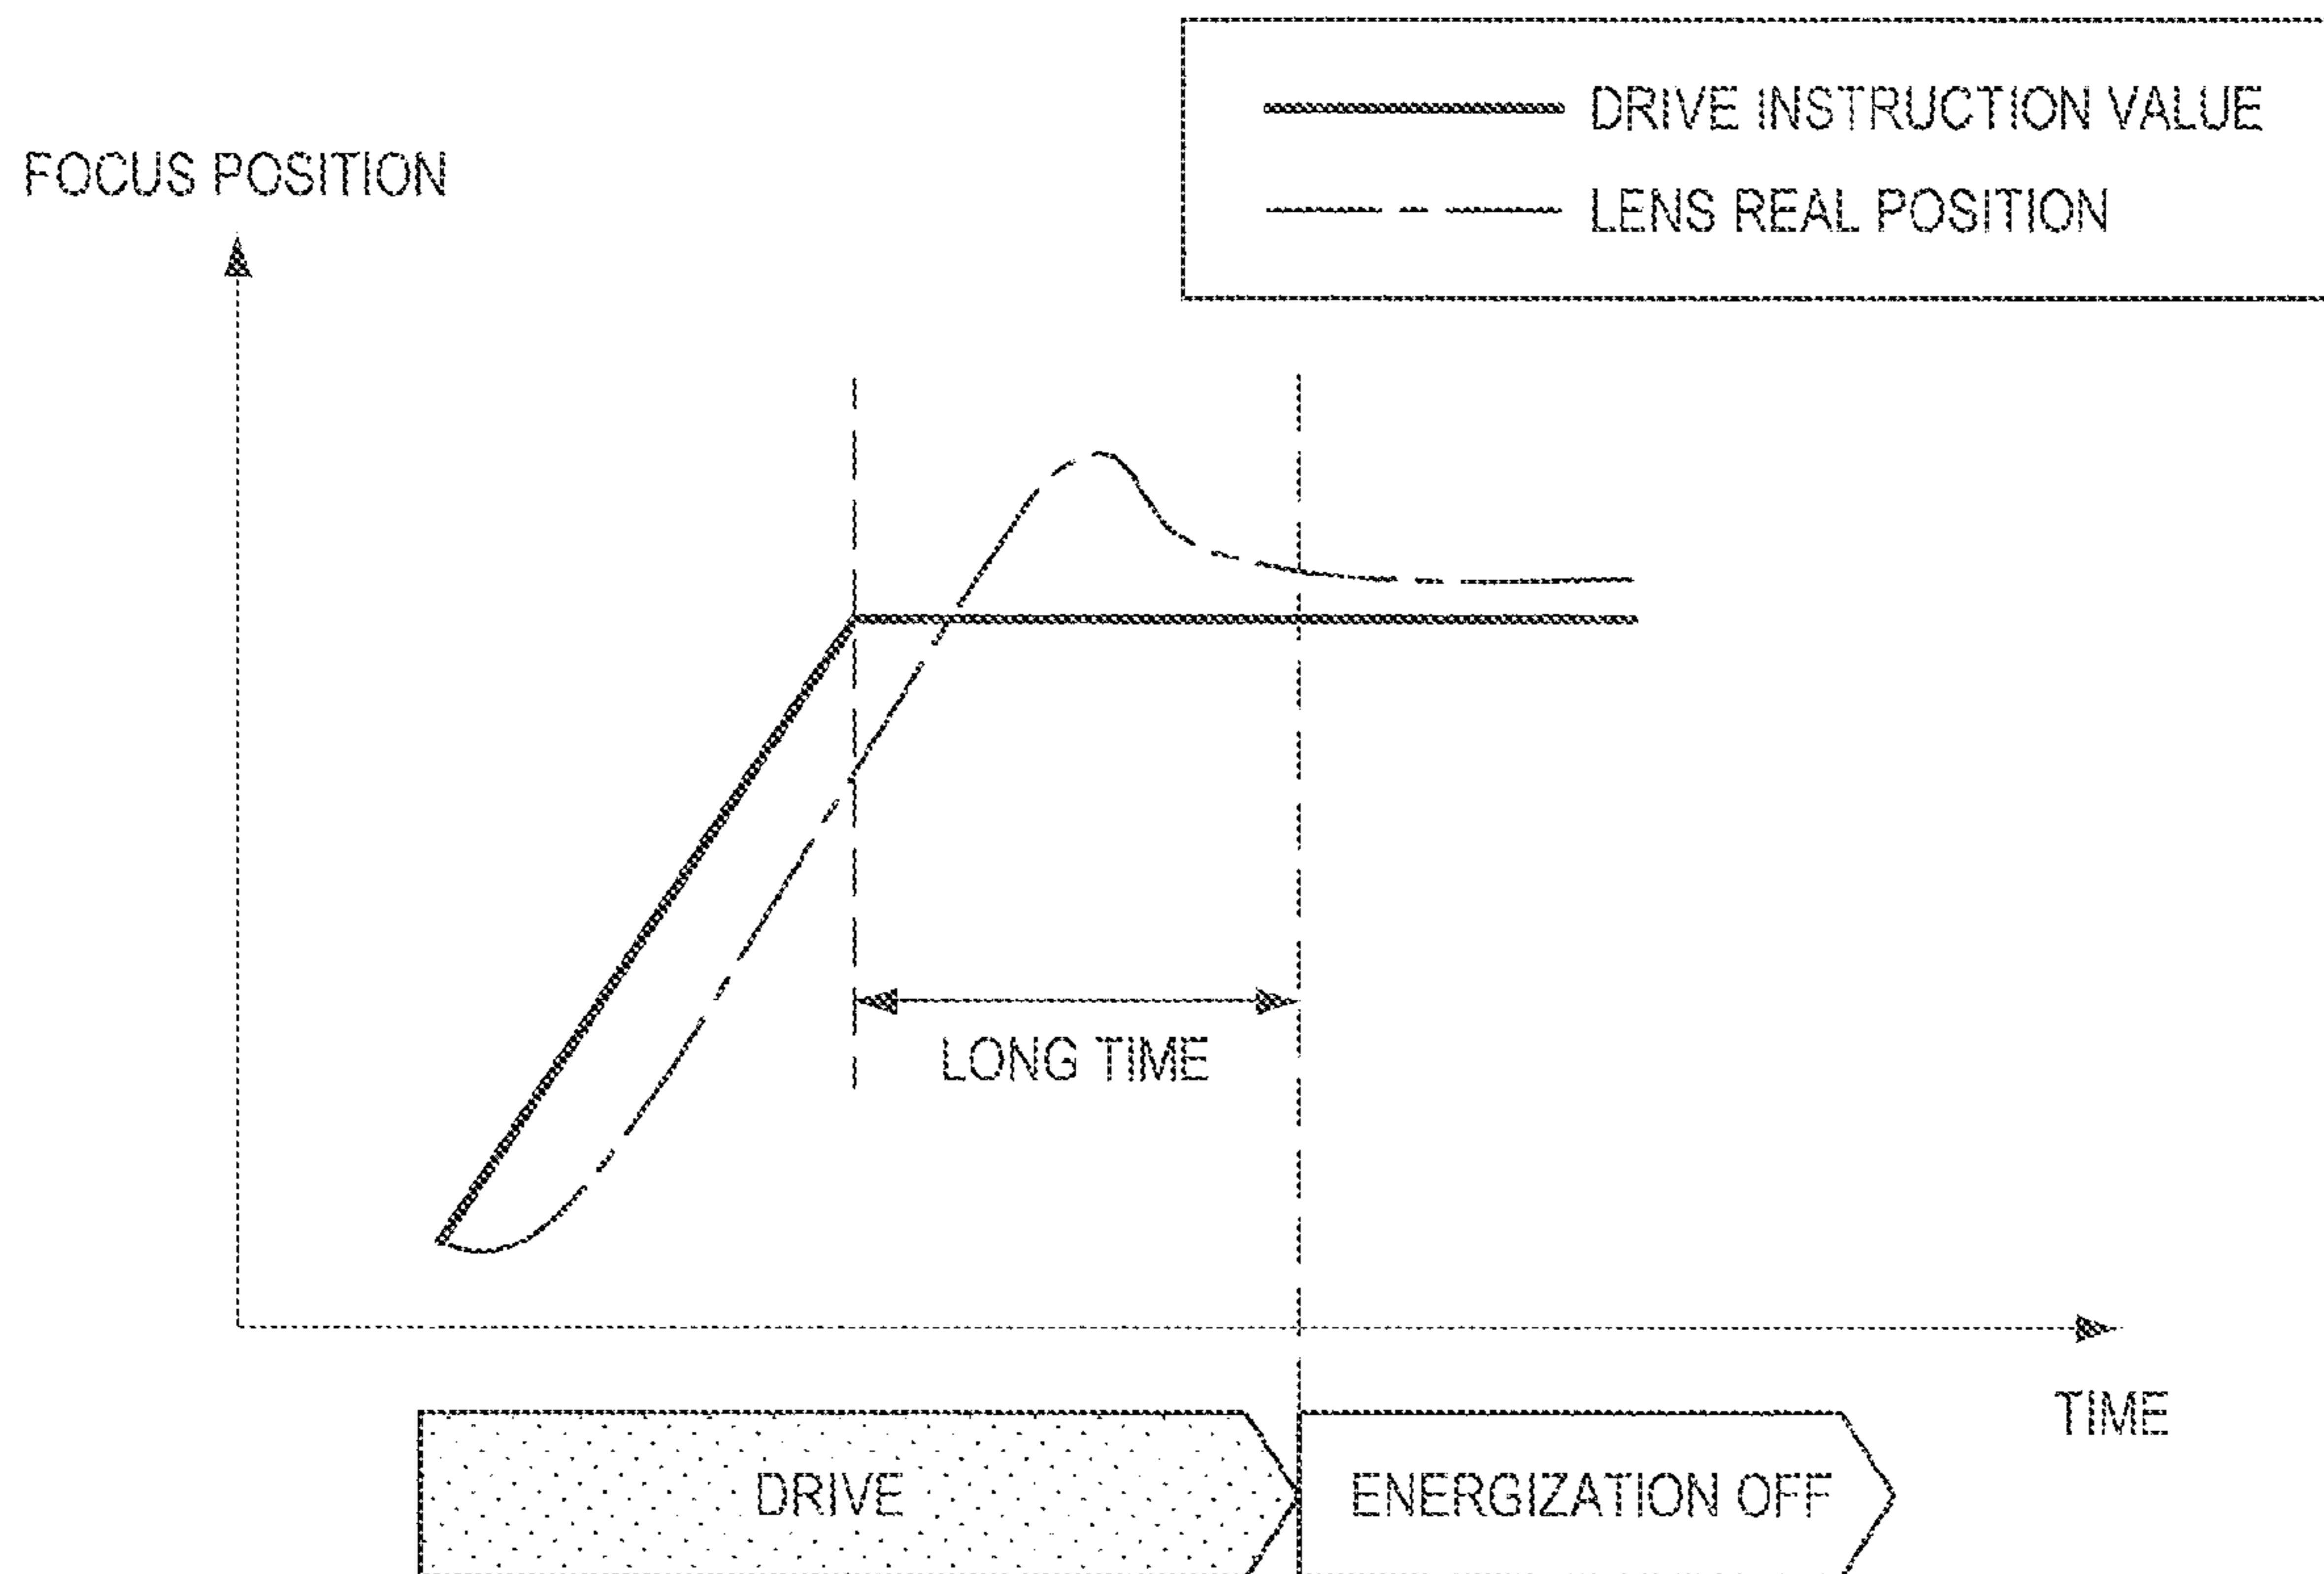 DRIVE INSTRUCTION VALUE
LENS REAL POSITION
FOCUS POSITION
LONG TIME
TIME
DRIVE
ENERGIZATION OFF